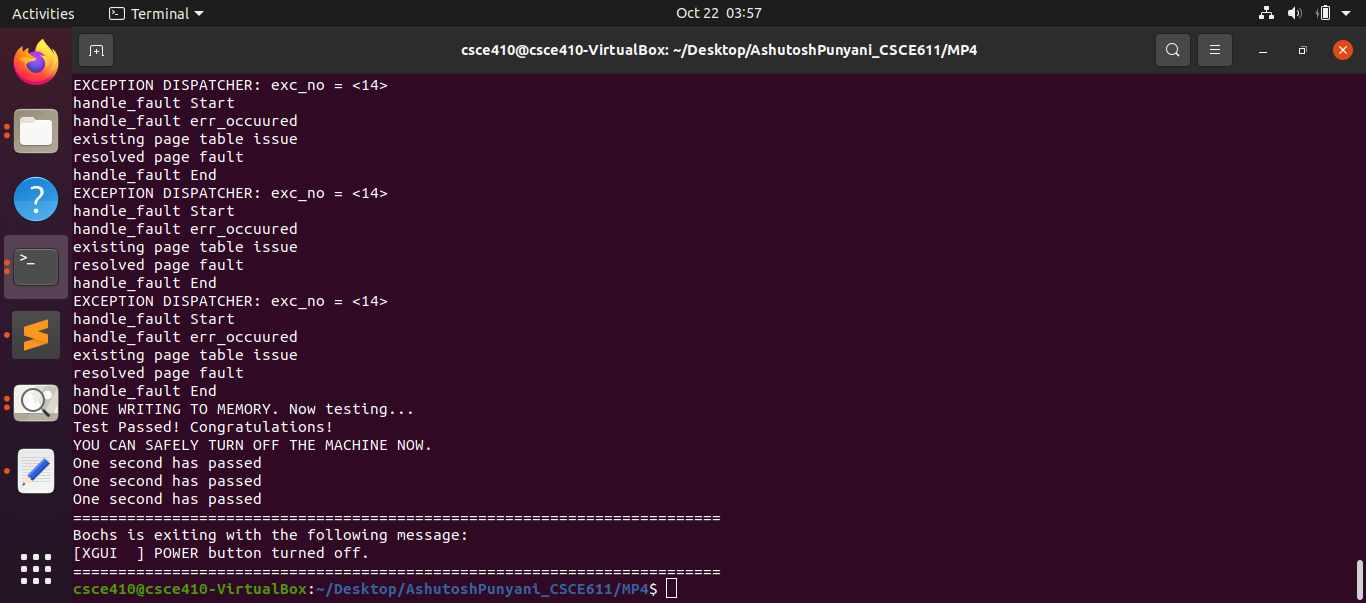 Activities Terminal Oct 22 03:57
csce410@csce410-VirtualBox: ~/Desktop/AshutoshPunyani_CSCE611/MP4
EXCEPTION DISPATCHER: exc_no = <14>
handle_fault Start
handle_fault err_occuured
existing page table issue
resolved page fault
handle_fault End
EXCEPTION DISPATCHER: exc_no = <14>
handle_fault Start
handle_fault err_occuured
existing page table issue
resolved page fault
handle_fault End
EXCEPTION DISPATCHER: exc_no = <14>
handle_fault Start
handle_fault err_occuured
existing page table issue
resolved page fault
handle_fault End
DONE WRITING TO MEMORY. Now testing...
Test Passed! Congratulations!
YOU CAN SAFELY TURN OFF THE MACHINE NOW.
One second has passed
One second has passed
One second has passed
========================================================================
Bochs is exiting with the following message:
[XGUI  ] POWER button turned off.
========================================================================
csce410@csce410-VirtualBox:~/Desktop/AshutoshPunyani_CSCE611/MP4$